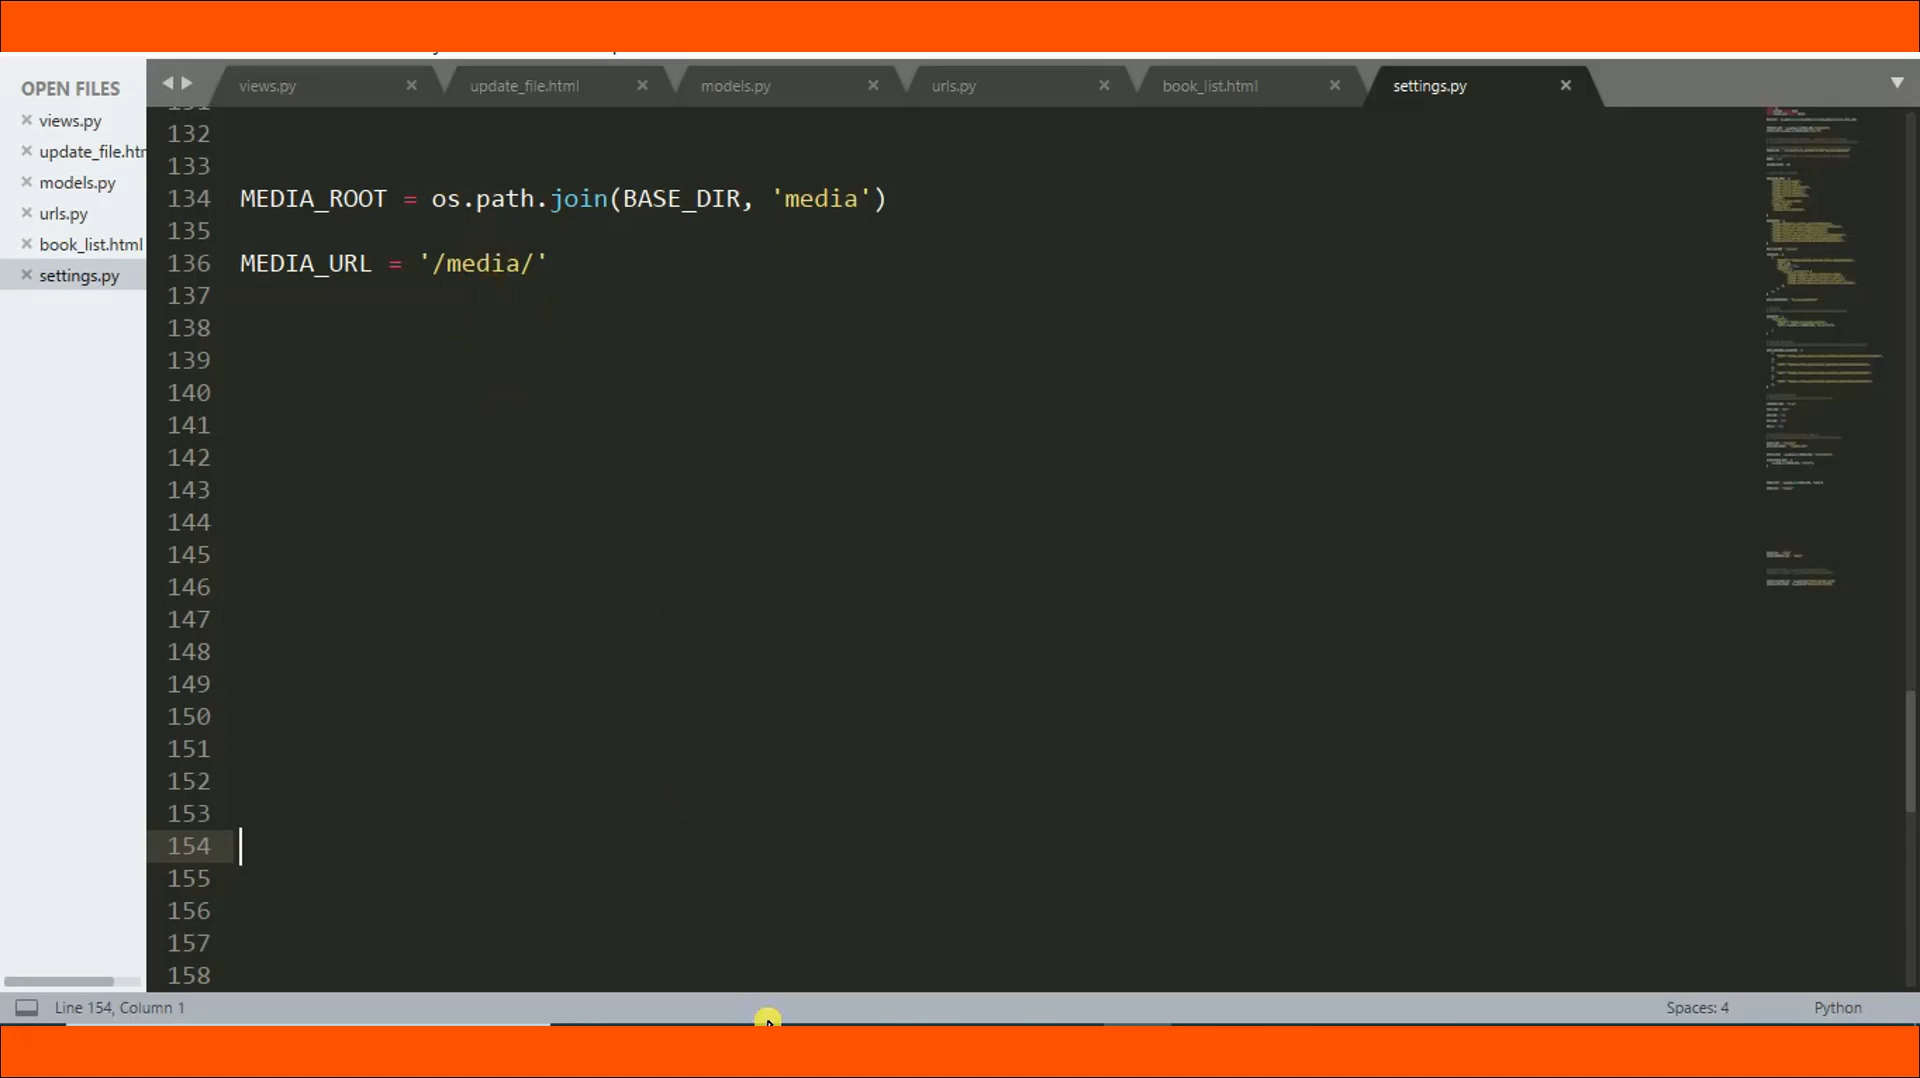 OPEN FILES
views.py
update_file.htm
models.py
urls.py
book_list.html
settings.py
views.py
update_file.html
models.py
urls.py
book_list.html
settings.py
132
133
134 MEDIA_ROOT = os.path.join(BASE_DIR, 'media')
135
136 MEDIA_URL = '/media/'
137
138
139
140
141
142
143
144
145
146
147
148
149
150
151
152
153
154
155
156
157
158
Line 154, Column 1
Spaces: 4
Python